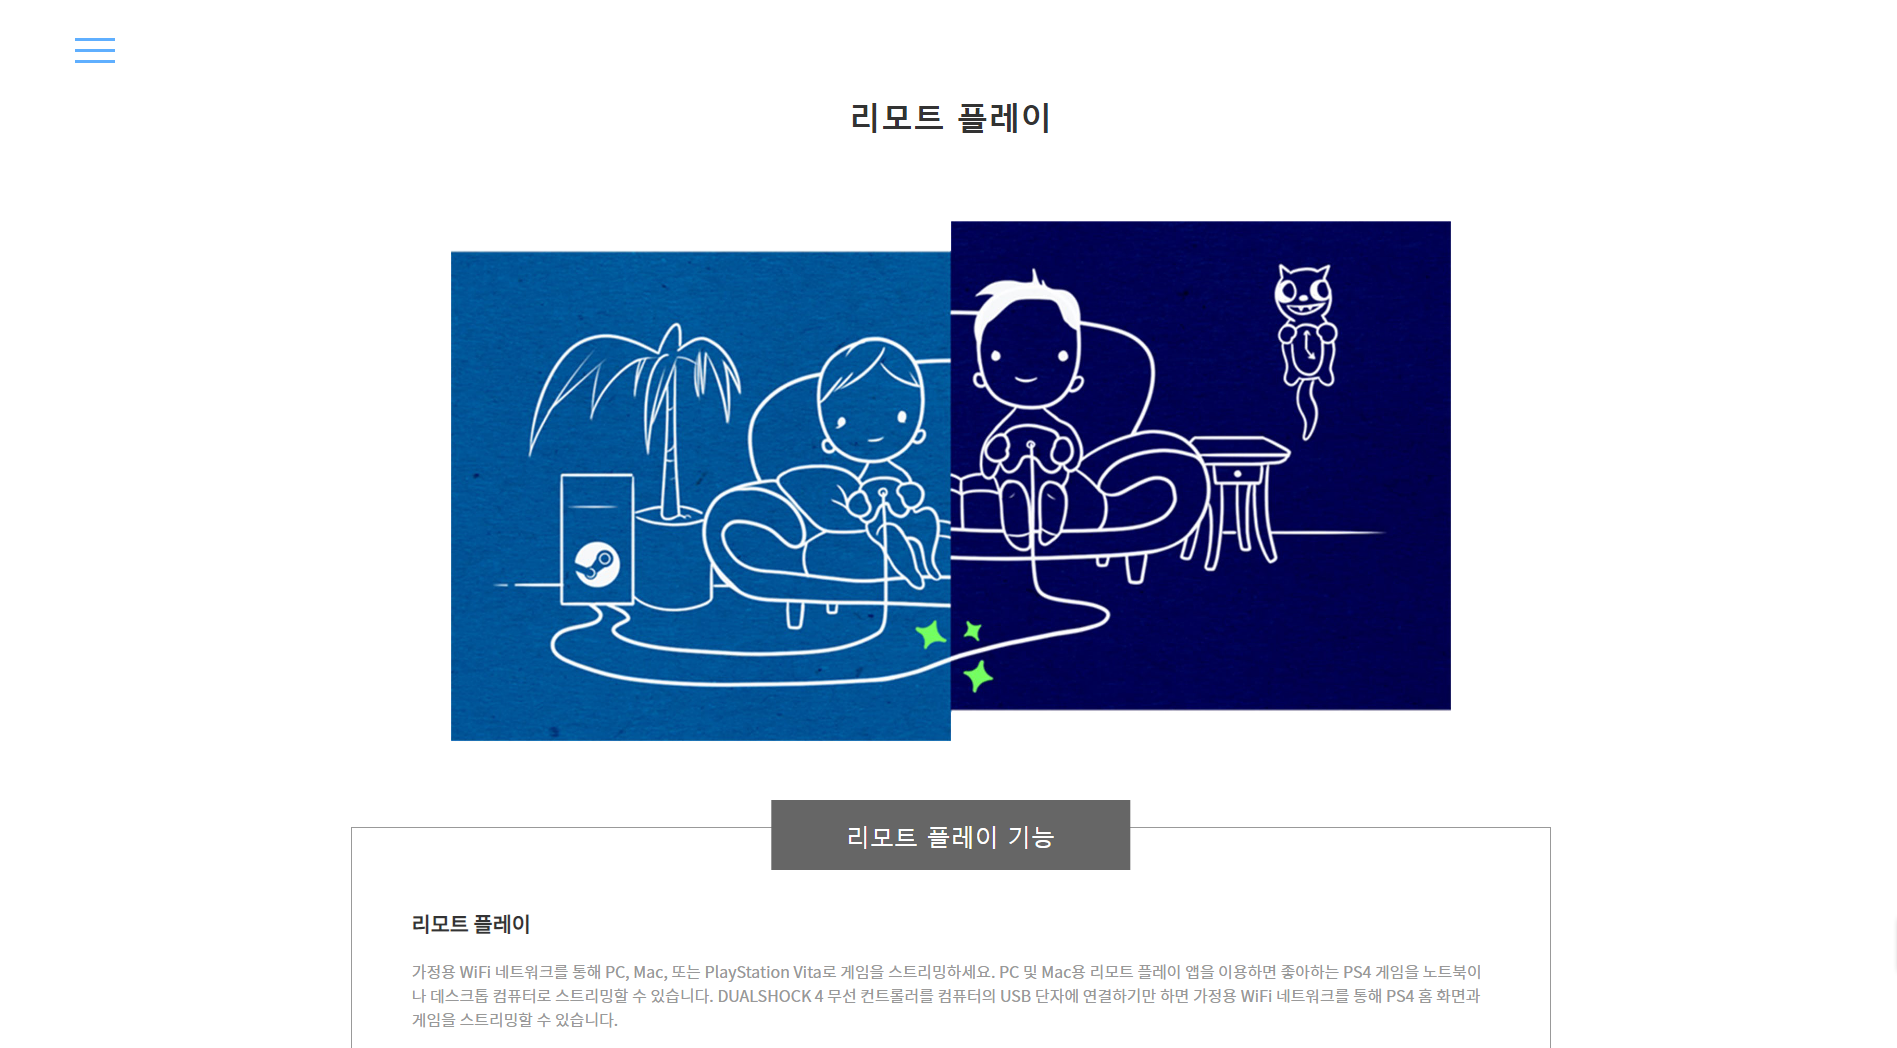 리모트 플레이
리모트 플레이 기능
리모트 플레이
가정용 WiFi 네트워크를 통해 PC, Mac, 또는 PlayStation Vita로 게임을 스트리밍하세요. PC 및 Mac용 리모트 플레이 앱을 이용하면 좋아하는 PS4 게임을 노트북이
나 데스크톱 컴퓨터로 스트리밍할 수 있습니다. DUALSHOCK 4 무선 컨트롤러를 컴퓨터의 USB 단자에 연결하기만 하면 가정용 WiFi 네트워크를 통해 PS4 홈 화면과
게임을 스트리밍할 수 있습니다.